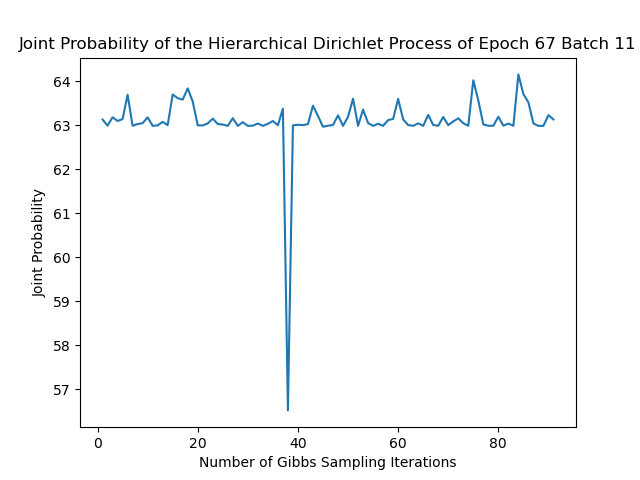 Joint Probability of the Hierarchical Dirichlet Process of Epoch 67 Batch 11
64
63
62
61
60
59
58
57
Joint Probability
0 20 40 60 80
Number of Gibbs Sampling Iterations